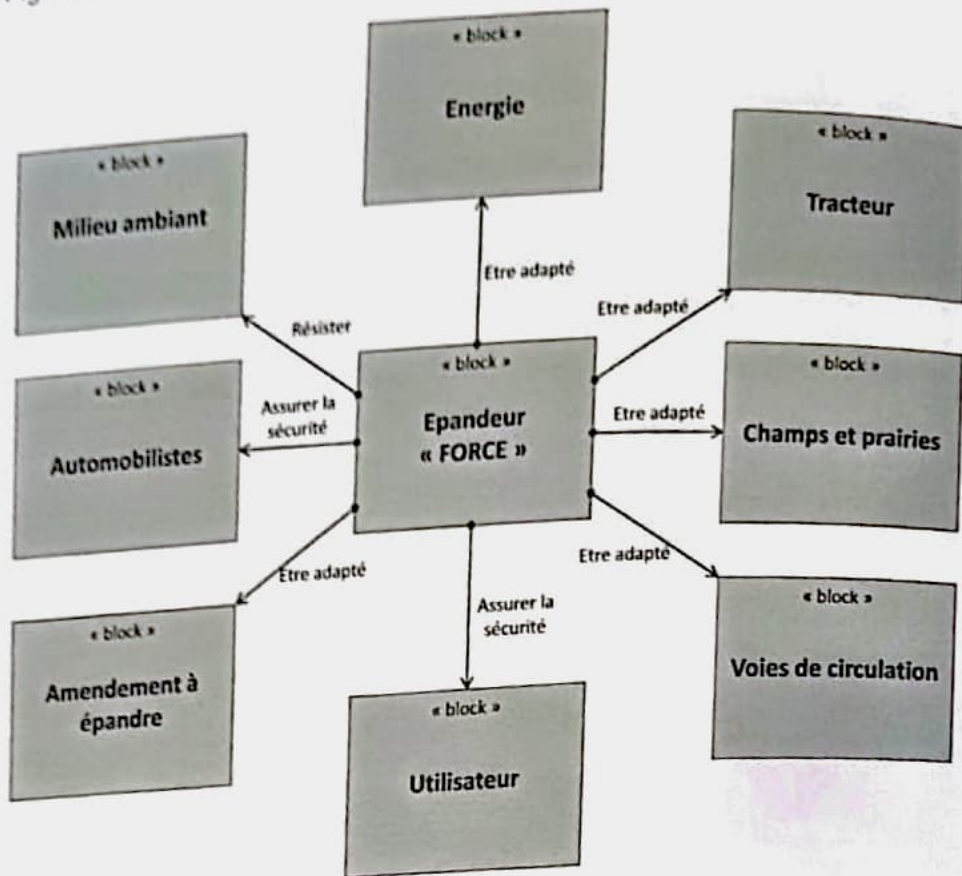 « block »
Energie
« block »
Milieu ambiant
« block »
Tracteur
Etre adapté
Etre adapté
Résister
« block »
Automobilistes
Assurer la
sécurité
« block »
Epandeur
« FORCE »
Etre adapté
« block »
Champs et prairies
Etre adapté
Etre adapté
Assurer la
sécurité
« block »
Amendement à
épandre
« block »
Utilisateur
« block »
Voies de circulation